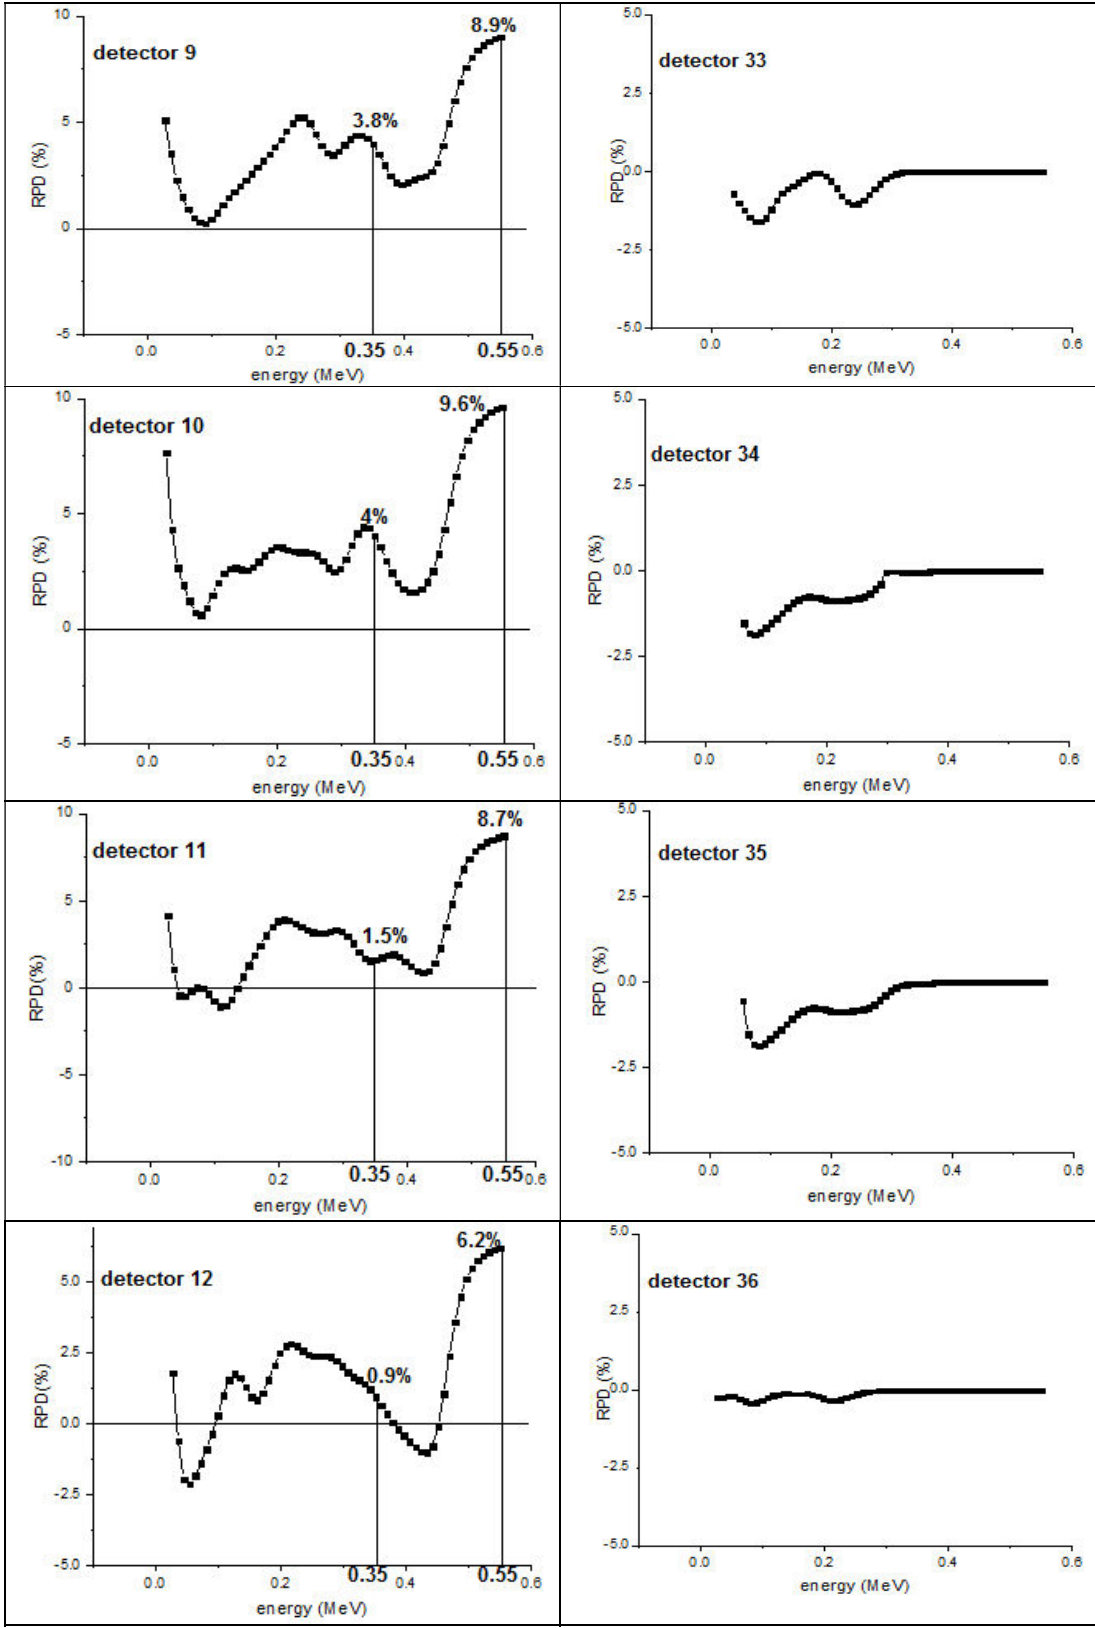 10
8.9%
detector 9
3.8%
5
RPD (%)
0
-5
0.0 0.2 0.35 0.4 0.55 0.6
energy (MeV)
5.0
detector 33
2.5
RPD (%)
0.0
-2.5
-5.0
0.0 0.2 0.4 0.6
energy (MeV)
10
9.6%
detector 10
4%
5
RPD (%)
0
-5
0.0 0.2 0.35 0.4 0.55 0.6
energy (MeV)
5.0
detector 34
2.5
RPD (%)
0.0
-2.5
-5.0
0.0 0.2 0.4 0.6
energy (MeV)
10
8.7%
detector 11
5
1.5%
RPD(%)
0
-5
-10
0.0 0.2 0.35 0.4 0.55 0.6
energy (MeV)
5.0
detector 35
2.5
RPD (%)
0.0
-2.5
-5.0
0.0 0.2 0.4 0.6
energy (MeV)
6.2%
detector 12
5.0
2.5
0.9%
RPD(%)
0.0
-2.5
-5.0
0.0 0.2 0.35 0.4 0.55 0.6
energy (MeV)
5.0
detector 36
2.5
RPD (%)
0.0
-2.5
-5.0
0.0 0.2 0.4 0.6
energy (MeV)